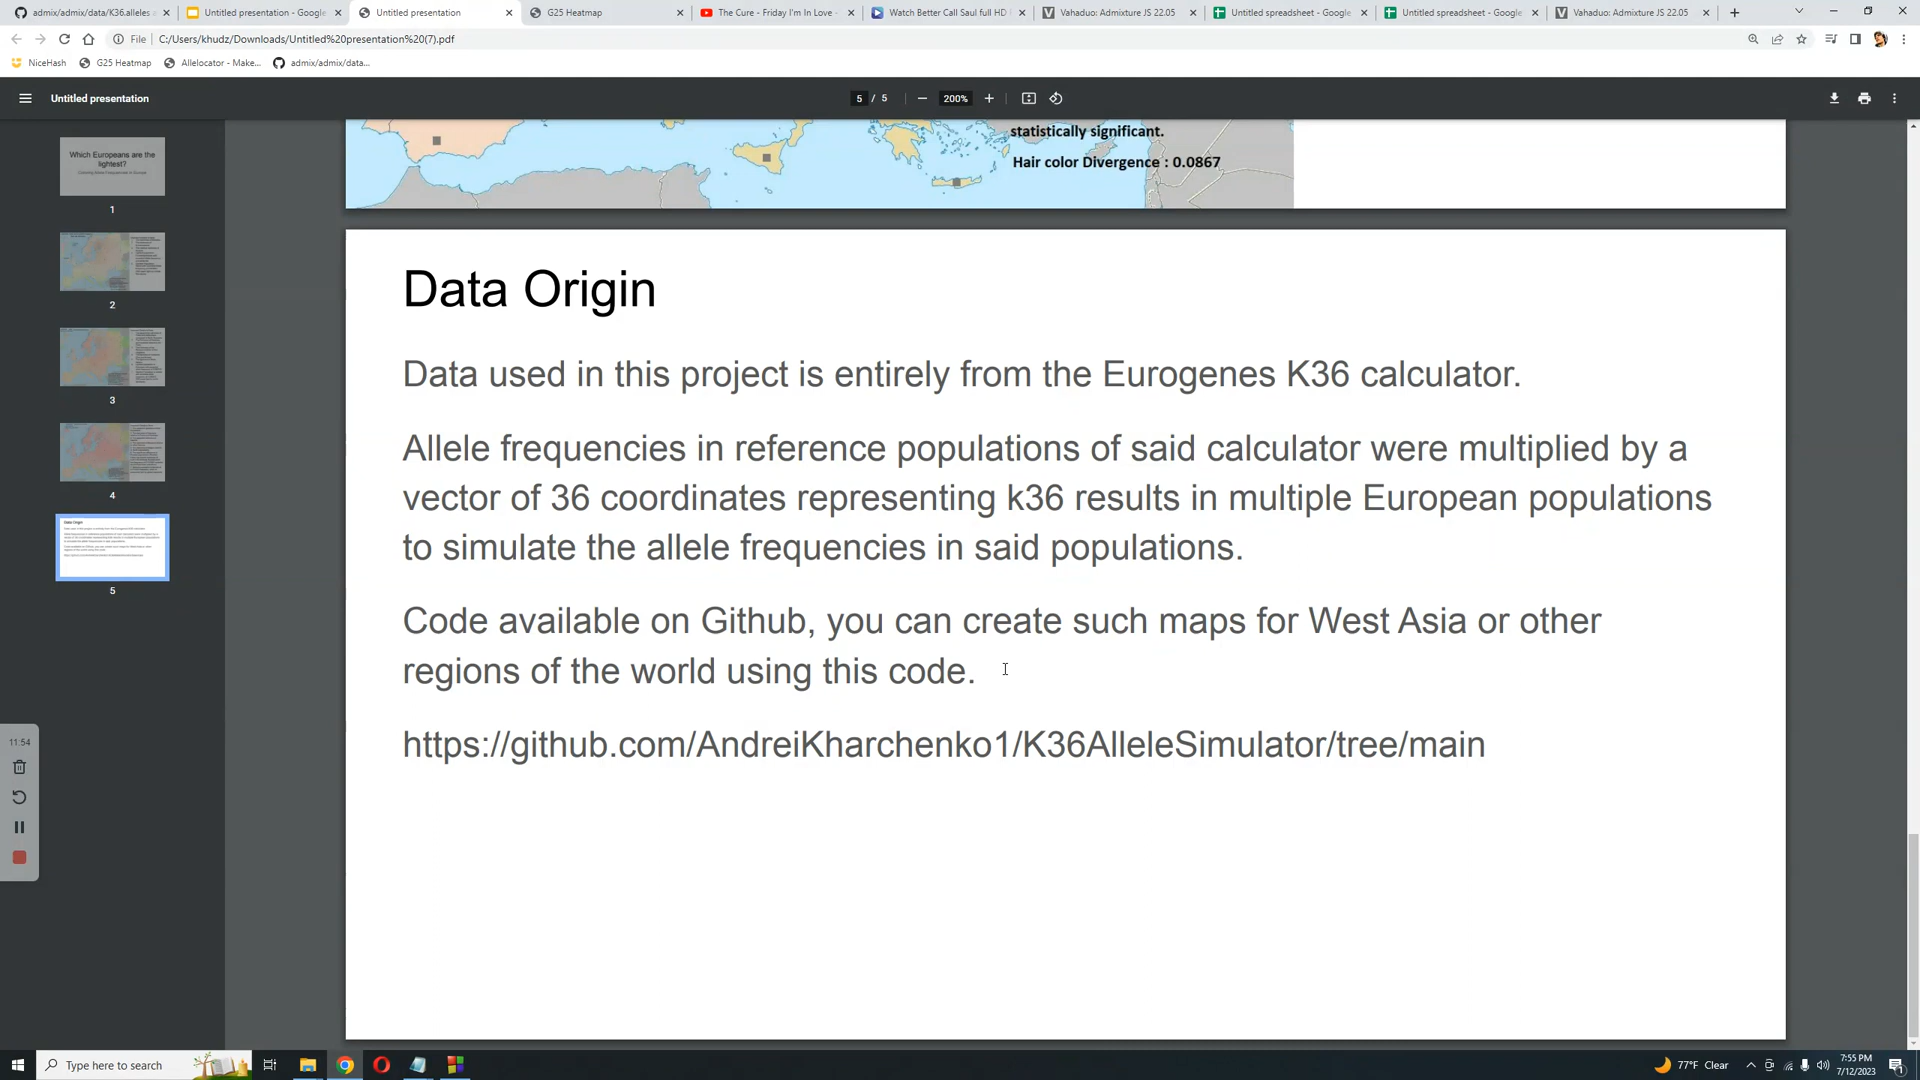 admix/admix/data/K36.alleles
Untitled presentation - Google
Untitled presentation
G25 Heatmap
The Cure - Friday I'm In Love -
Watch Better Call Saul full HD
Vahaduo: Admixture JS 22.05
Untitled spreadsheet - Google
Untitled spreadsheet - Google
Vahaduo: Admixture JS 22.05
File
C:/Users/khudz/Downloads/Untitled%20presentation%20(7).pdf
NiceHash
G25 Heatmap
Allelocator - Make...
admix/admix/data...
Untitled presentation
5 / 5
200%
Which Europeans are the
lightest?
1
2
3
4
5
statistically significant.
Hair color Divergence : 0.0867
Data Origin
Data used in this project is entirely from the Eurogenes K36 calculator.
Allele frequencies in reference populations of said calculator were multiplied by a
vector of 36 coordinates representing k36 results in multiple European populations
to simulate the allele frequencies in said populations.
Code available on Github, you can create such maps for West Asia or other
regions of the world using this code.
https://github.com/AndreiKharchenko1/K36AlleleSimulator/tree/main
11:54
Type here to search
77°F Clear
7:55 PM
7/12/2023